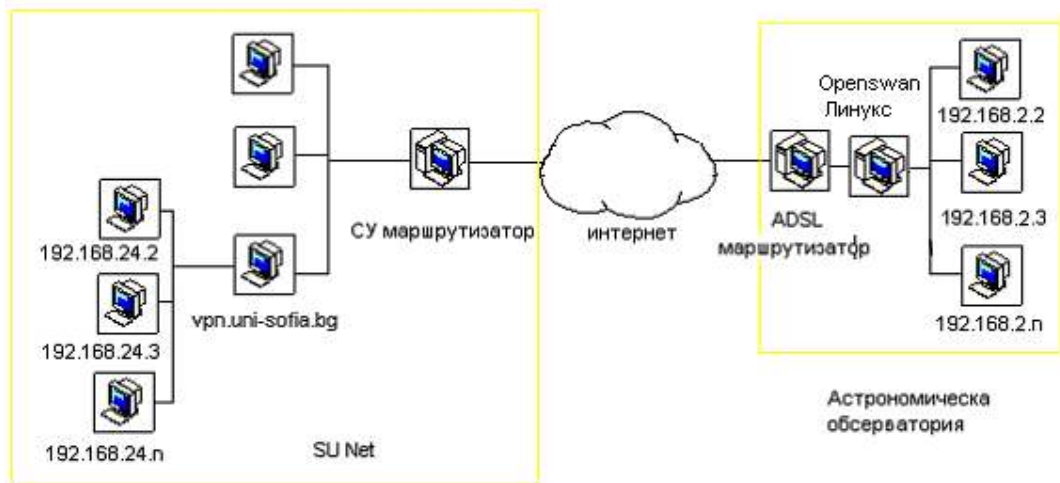 Openswan
Линукс
192.168.2.2
192.168.2.3
192.168.2.n
ADSL
маршрутизатор
СУ маршрутизатор
интернет
192.168.24.2
192.168.24.3
192.168.24.n
vpn.uni-sofia.bg
SU Net
Астрономическа
обсерватория